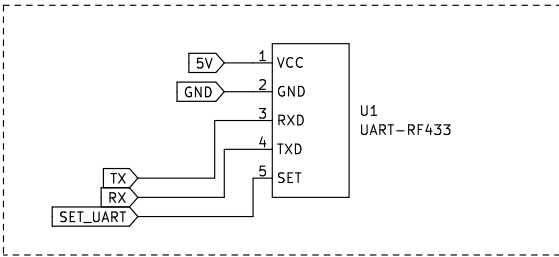 5V 1 VCC
GND 2 GND
3 RXD
U1
UART-RF433
4 TXD
TX 5 SET
RX
SET_UART